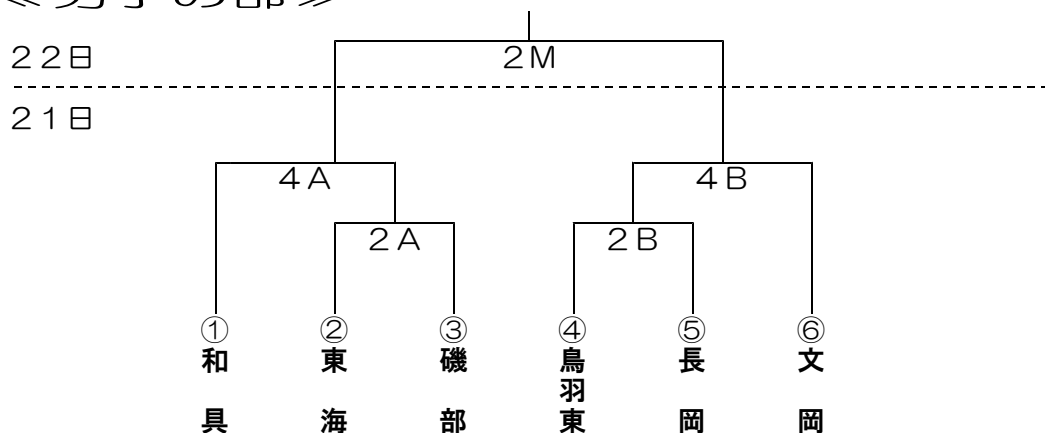 ≪男子の部≫
22日
2M
21日
4A
4B
2A
2B
① ② ③ ④ ⑤ ⑥
和具
東海
磯部
鳥羽東
長岡
文岡